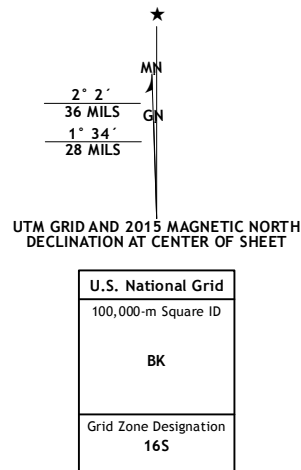 MN
2° 2´
36 MILS
GN
1° 34´
28 MILS
UTM GRID AND 2015 MAGNETIC NORTH
DECLINATION AT CENTER OF SHEET
U.S. National Grid
100,000-m Square ID
BK
Grid Zone Designation
16S